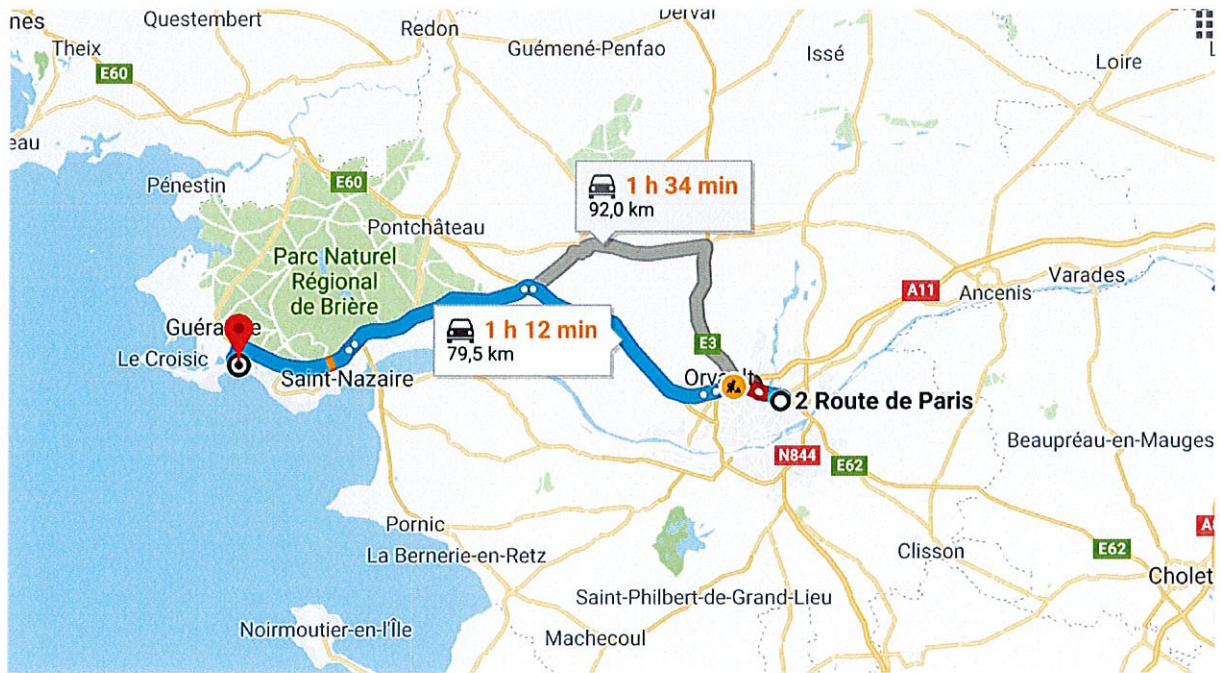 nes
Questembert
Redon
Derval
Theix
Guémené-Penfao
Issé
Loire
E60
eau
Pénestin
E60
1 h 34 min
92,0 km
Pontchâteau
Parc Naturel
Régional
de Brière
Varades
A11
Ancenis
1 h 12 min
79,5 km
E3
Le Croisic
Saint-Nazaire
2 Route de Paris
Beaupréau-en-Mauges
N844
E62
Pornic
La Bernerie-en-Retz
Clisson
E62
Cholet
Saint-Philbert-de-Grand-Lieu
Noirmoutier-en-l'Île
Machecoul